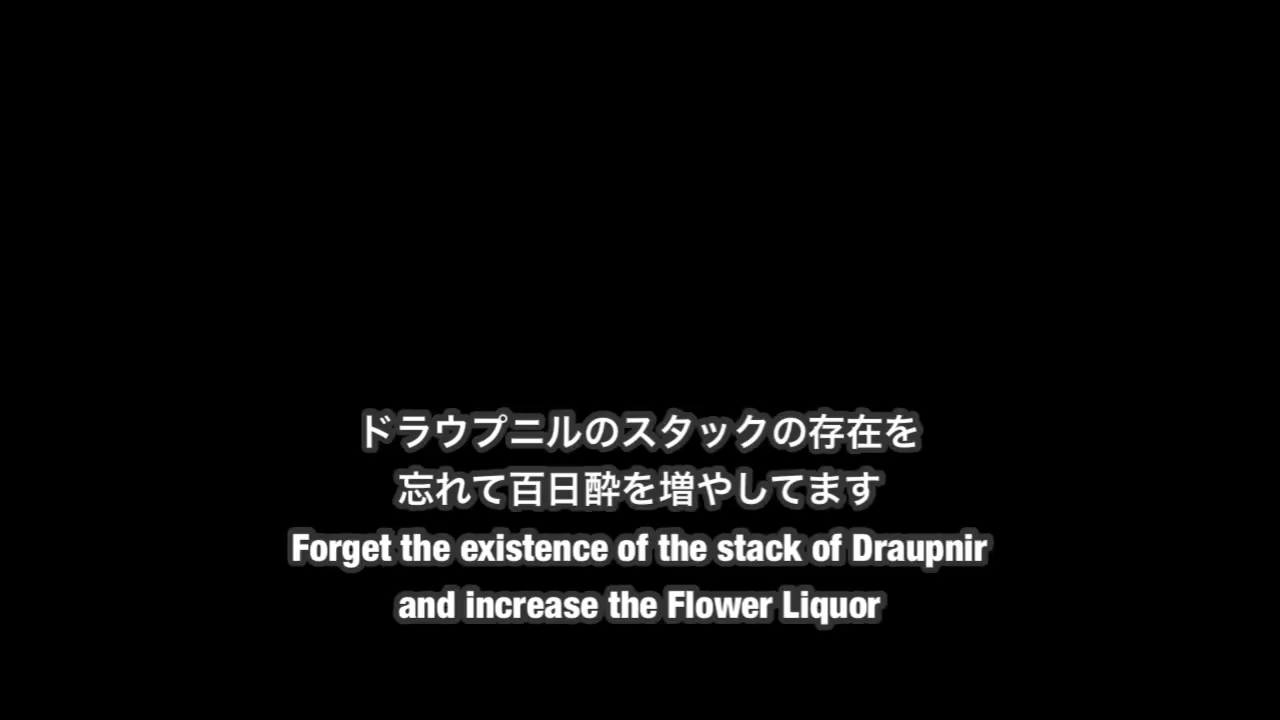 ドラウプニルのスタックの存在を
忘れて百日酔を増やしてます
Forget the existence of the stack of Draupnir
and increase the Flower Liquor